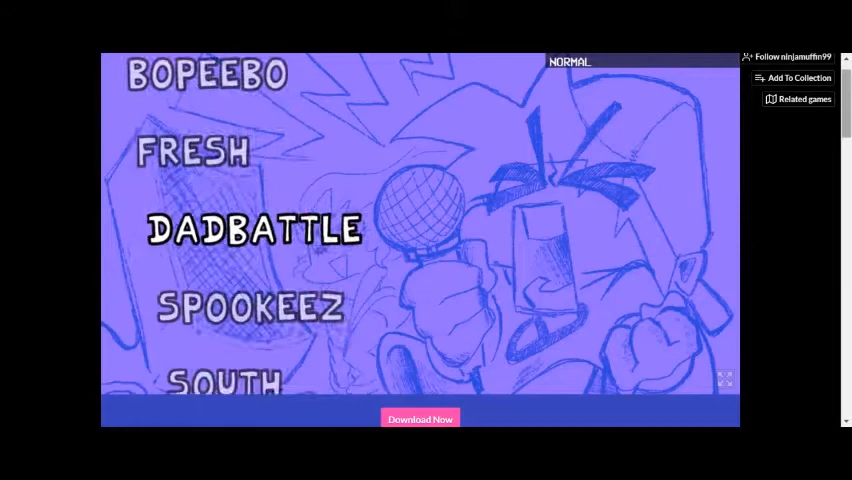 BOPEEBO
NORMAL
Follow ninjamuffin99
Add To Collection
Related games
FRESH
DADBATTLE
SPOOKEEZ
SOUTH
Download Now